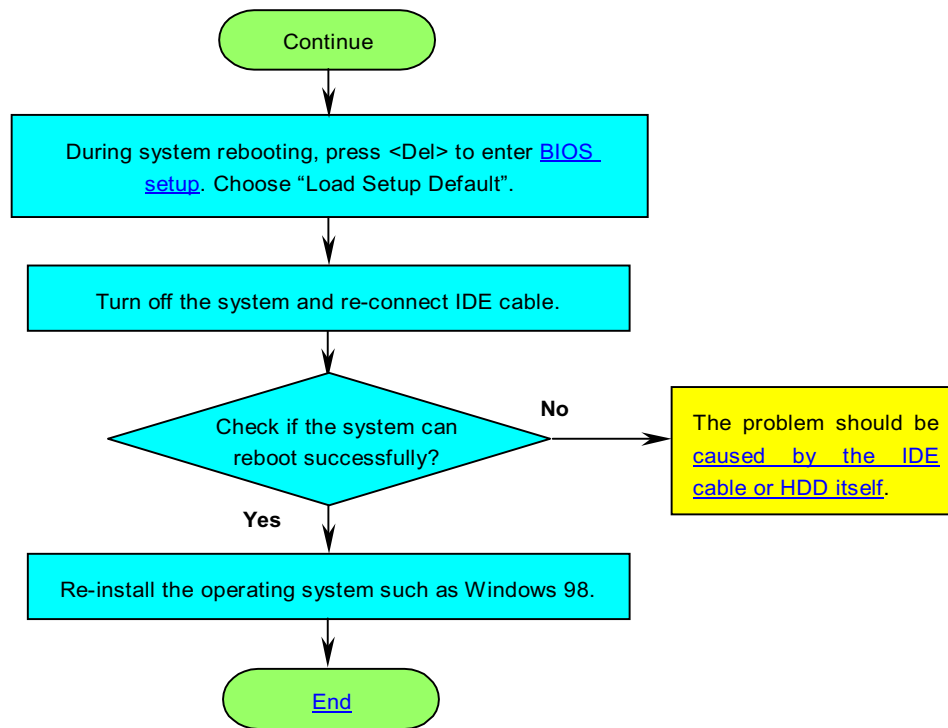 Continue
During system rebooting, press <Del> to enter BIOS
setup. Choose “Load Setup Default”.
Turn off the system and re-connect IDE cable.
Check if the system can
reboot successfully?
No
The problem should be
caused by the IDE
cable or HDD itself.
Yes
Re-install the operating system such as Windows 98.
End